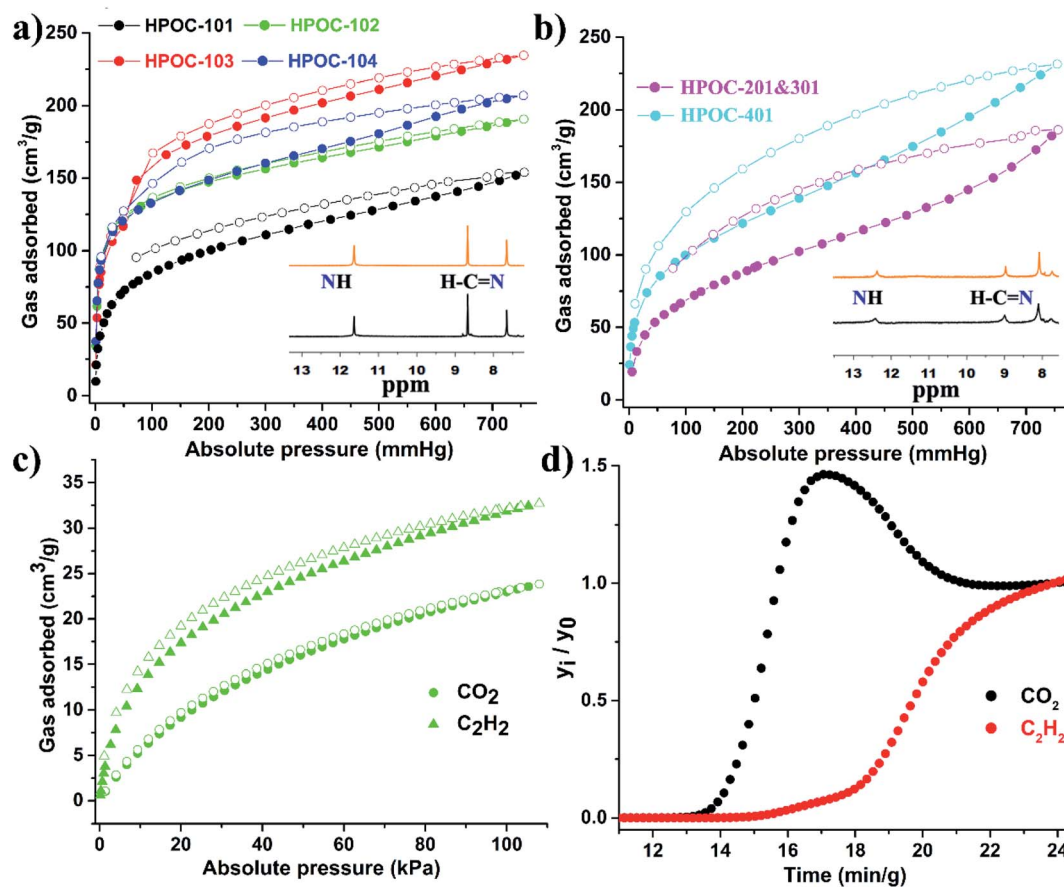 a)
HPOC-101
HPOC-102
HPOC-103
HPOC-104
Gas adsorbed (cm³/g)
250
200
150
100
50
0
NH
H-C=N
13 12 11 10 9 8
ppm
0 100 200 300 400 500 600 700
Absolute pressure (mmHg)
b)
HPOC-201&301
HPOC-401
Gas adsorbed (cm³/g)
250
200
150
100
50
0
NH
H-C=N
13 12 11 10 9 8
ppm
0 100 200 300 400 500 600 700
Absolute pressure (mmHg)
c)
Gas adsorbed (cm³/g)
35
30
25
20
15
10
5
0
CO₂
C₂H₂
0 20 40 60 80 100
Absolute pressure (kPa)
d)
yᵢ / y₀
1.5
1.0
0.5
0.0
CO₂
C₂H₂
12 14 16 18 20 22 24
Time (min/g)